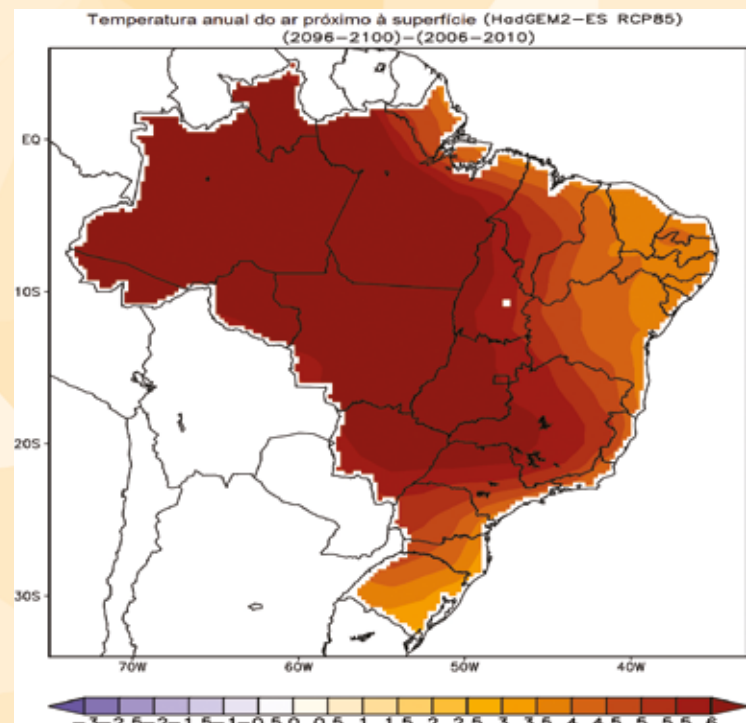 Temperatura anual do ar próximo à superfície (HadGEM2-ES RCP85)
(2096-2100)-(2006-2010)
EQ
10S
20S
30S
70W 60W 50W 40W
-3 -2.5 -2 -1.5 -1 -0.5 0 0.5 1 1.5 2 2.5 3 3.5 4 4.5 5 5.5 6